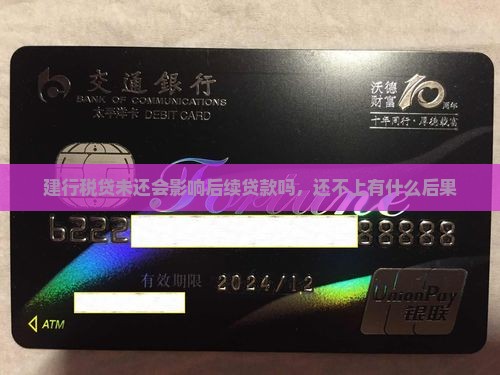 交通銀行
BANK OF COMMUNICATIONS
太平洋卡 DEBIT CARD
沃德
财富 10 周年
十年同行·厚德载富
建行税贷未还会影响后续贷款吗，还不上有什么后果
Fortune
6222 88888
有效期限 2024/12
ATM
UnionPay
银联